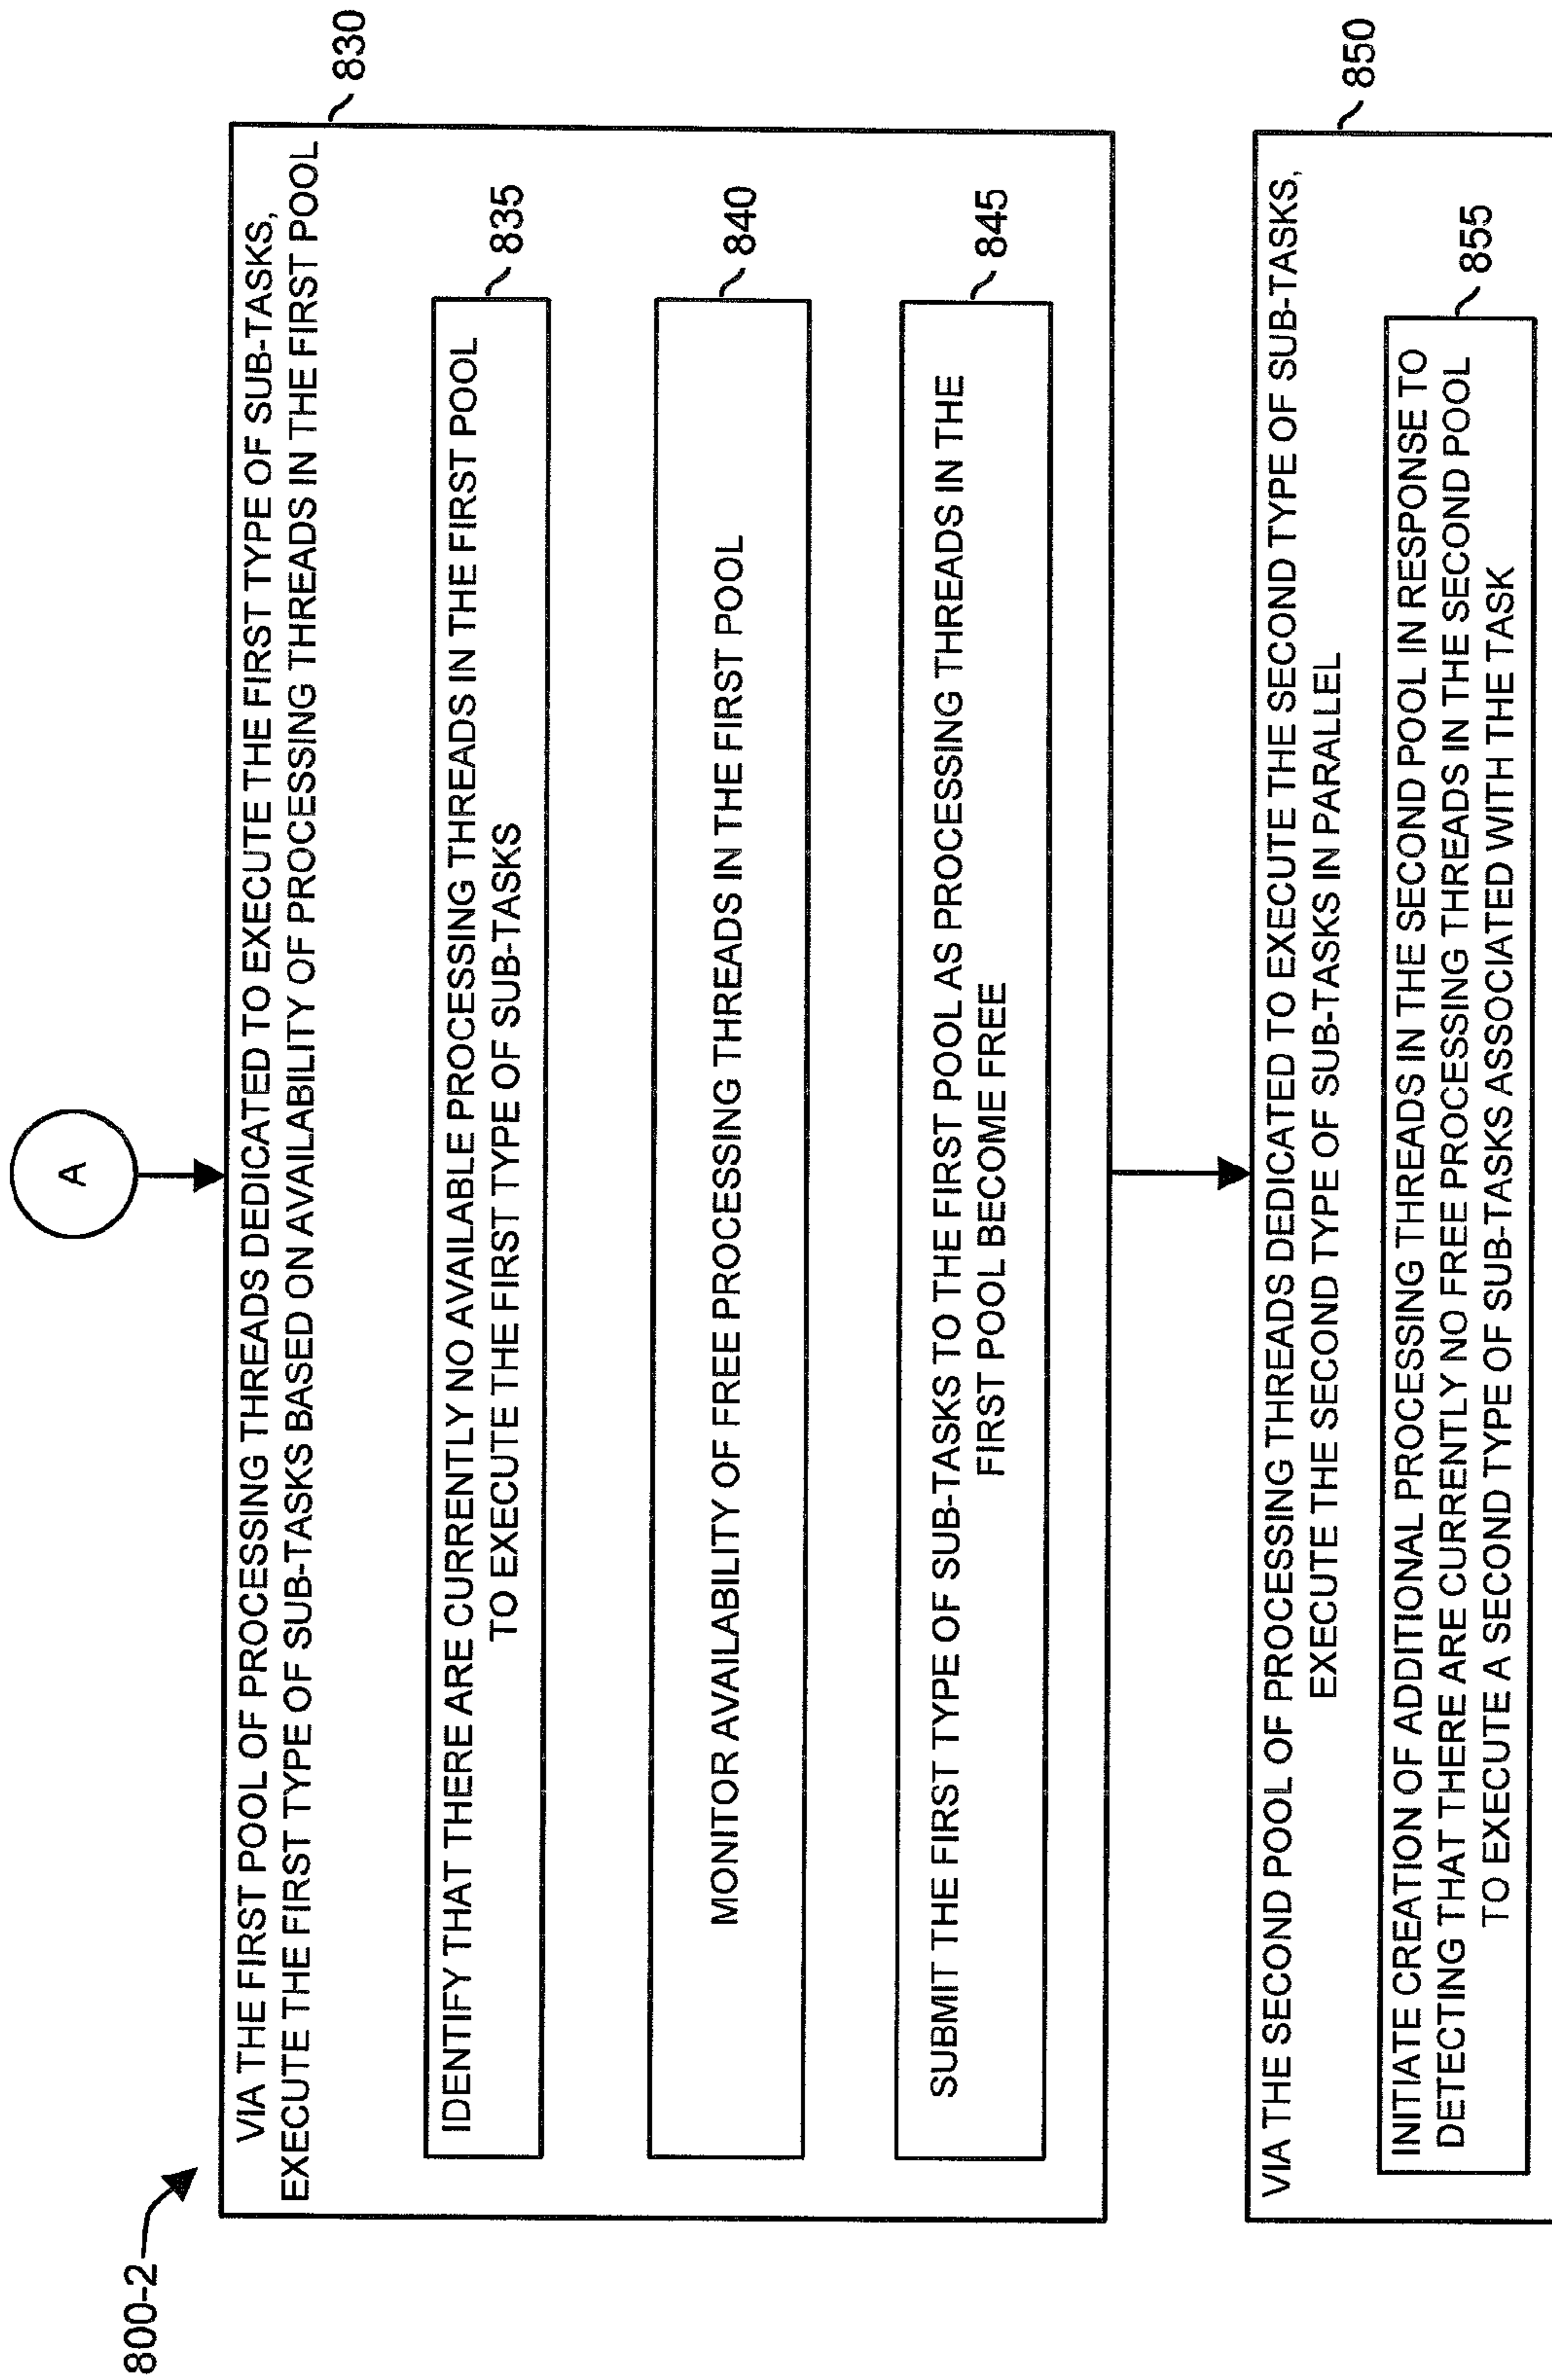 800-2
A
VIA THE FIRST POOL OF PROCESSING THREADS DEDICATED TO EXECUTE THE FIRST TYPE OF SUB-TASKS,
EXECUTE THE FIRST TYPE OF SUB-TASKS BASED ON AVAILABILITY OF PROCESSING THREADS IN THE FIRST POOL
830
IDENTIFY THAT THERE ARE CURRENTLY NO AVAILABLE PROCESSING THREADS IN THE FIRST POOL
TO EXECUTE THE FIRST TYPE OF SUB-TASKS
835
MONITOR AVAILABILITY OF FREE PROCESSING THREADS IN THE FIRST POOL
840
SUBMIT THE FIRST TYPE OF SUB-TASKS TO THE FIRST POOL AS PROCESSING THREADS IN THE
FIRST POOL BECOME FREE
845
VIA THE SECOND POOL OF PROCESSING THREADS DEDICATED TO EXECUTE THE SECOND TYPE OF SUB-TASKS,
EXECUTE THE SECOND TYPE OF SUB-TASKS IN PARALLEL
850
INITIATE CREATION OF ADDITIONAL PROCESSING THREADS IN THE SECOND POOL IN RESPONSE TO
DETECTING THAT THERE ARE CURRENTLY NO FREE PROCESSING THREADS IN THE SECOND POOL
TO EXECUTE A SECOND TYPE OF SUB-TASKS ASSOCIATED WITH THE TASK
855